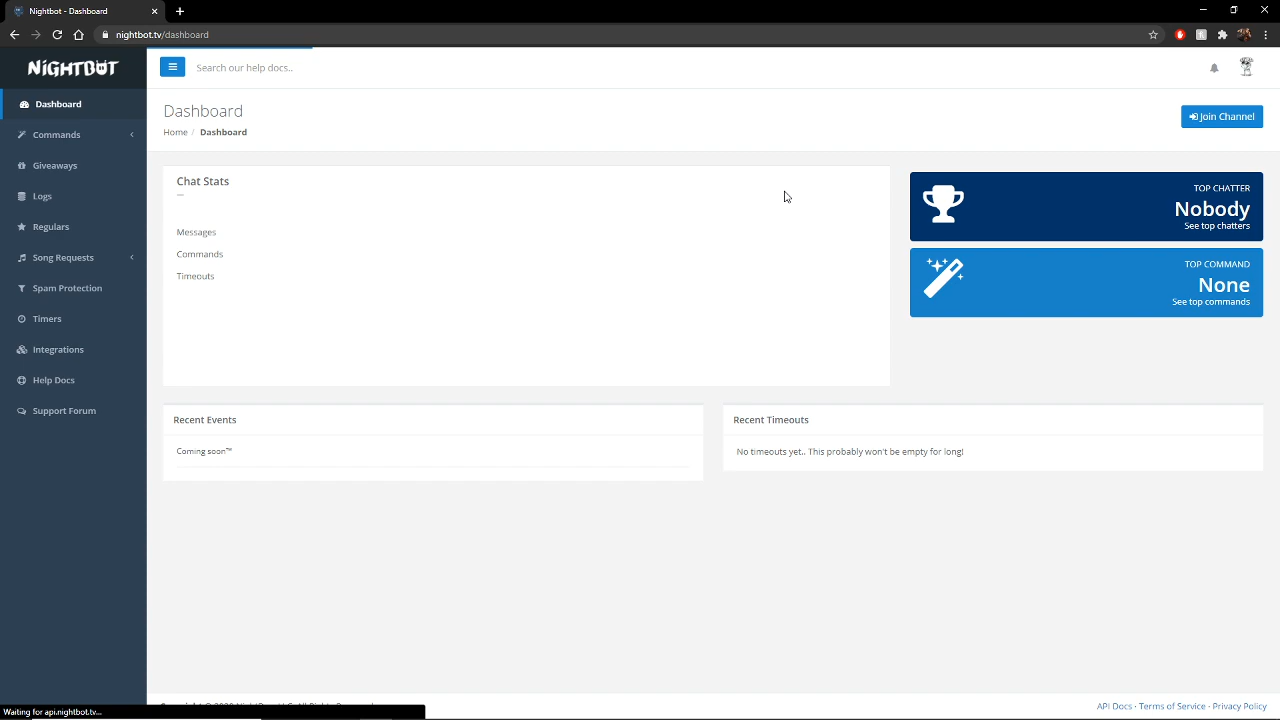 Nightbot - Dashboard
nightbot.tv/dashboard
NIGHTBOT
Search our help docs..
Dashboard
Home / Dashboard
Join Channel
Dashboard
Commands
Giveaways
Logs
Regulars
Song Requests
Spam Protection
Timers
Integrations
Help Docs
Support Forum
Chat Stats
Messages
Commands
Timeouts
TOP CHATTER
Nobody
See top chatters
TOP COMMAND
None
See top commands
Recent Events
Coming soon™
Recent Timeouts
No timeouts yet.. This probably won't be empty for long!
API Docs · Terms of Service · Privacy Policy
Waiting for api.nightbot.tv...